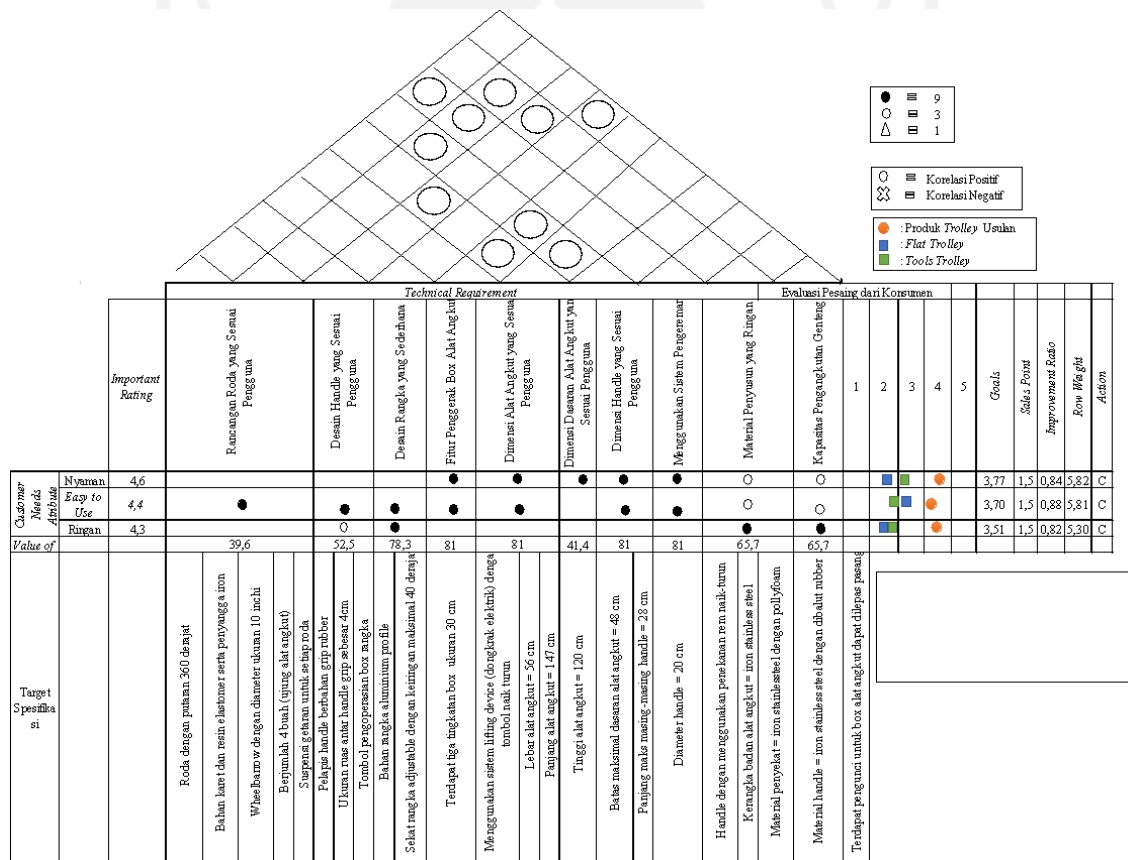 ● = 9
○ = 3
△ = 1
○ = Korelasi Positif
= Korelasi Negatif
: Produk Trolley Usulan
: Flat Trolley
: Tools Trolley
Technical Requirement
Evaluasi Pesaing dari Konsumen
Important
Rating
Rancangan Roda yang Sesuai
Pengguna
Desain Handle yang Sesuai
Pengguna
Desain Rangka yang Sederhana
Fitur Penggerak Box Alat Angkut
Dimensi Alat Angkut yang Sesuai
Pengguna
Dimensi Dasaran Alat Angkut yan
Sesuai Pengguna
Dimensi Handle yang Sesuai
Pengguna
Menggunakan Sistem Pengereman
Material Penyusun yang Ringan
Kapasitas Pengangkutan Genteng
1 2 3 4 5
Goals
Sales Point
Improvement Ratio
Row Weight
Action
Customer
Needs
Atribute
Nyaman 4,6 ● ● ● ● ● ○ ○ 3,77 1,5 0,84 5,82 C
Easy to
Use 4,4 ● ● ● ● ● ● ● ○ ○ 3,70 1,5 0,88 5,81 C
Ringan 4,3 ○ ● ● ● 3,51 1,5 0,82 5,30 C
Value of 39,6 52,5 78,3 81 81 41,4 81 81 65,7 65,7
Target
Spesifika
si
Roda dengan putaran 360 derajat
Bahan karet dan resin elastomer serta penyangga iron
Wheelbarrow dengan diameter ukuran 10 inchi
Berjumlah 4 buah (ujung alat angkut)
Suspensi getaran untuk setiap roda
Pelapis handle berbahan grip rubber
Ukuran ruas antar handle grip sebesar 4cm
Tombol pengoperasian box rangka
Bahan rangka aluminium profile
Sekat rangka adjustable dengan keiringan maksimal 40 derajat
Terdapat tiga tingkatan box ukuran 30 cm
Menggunakan sistem lifting device (dongkrak elektrik) denga
tombol naik turun
Lebar alat angkut = 56 cm
Panjang alat angkut = 147 cm
Tinggi alat angkut = 120 cm
Batas maksimal dasaran alat angkut = 48 cm
Panjang maks masing-masing handle = 28 cm
Diameter handle = 20 cm
Handle dengan menggunakan penekanan rem naik-turun
Kerangka badan alat angkut = iron stainless steel
Material penyekat = iron stainlessteel dengan pollyfoam
Material handle = iron stainless steel dengan dibalut rubber
Terdapat pengunci untuk box alat angkut dapat dilepas pasang